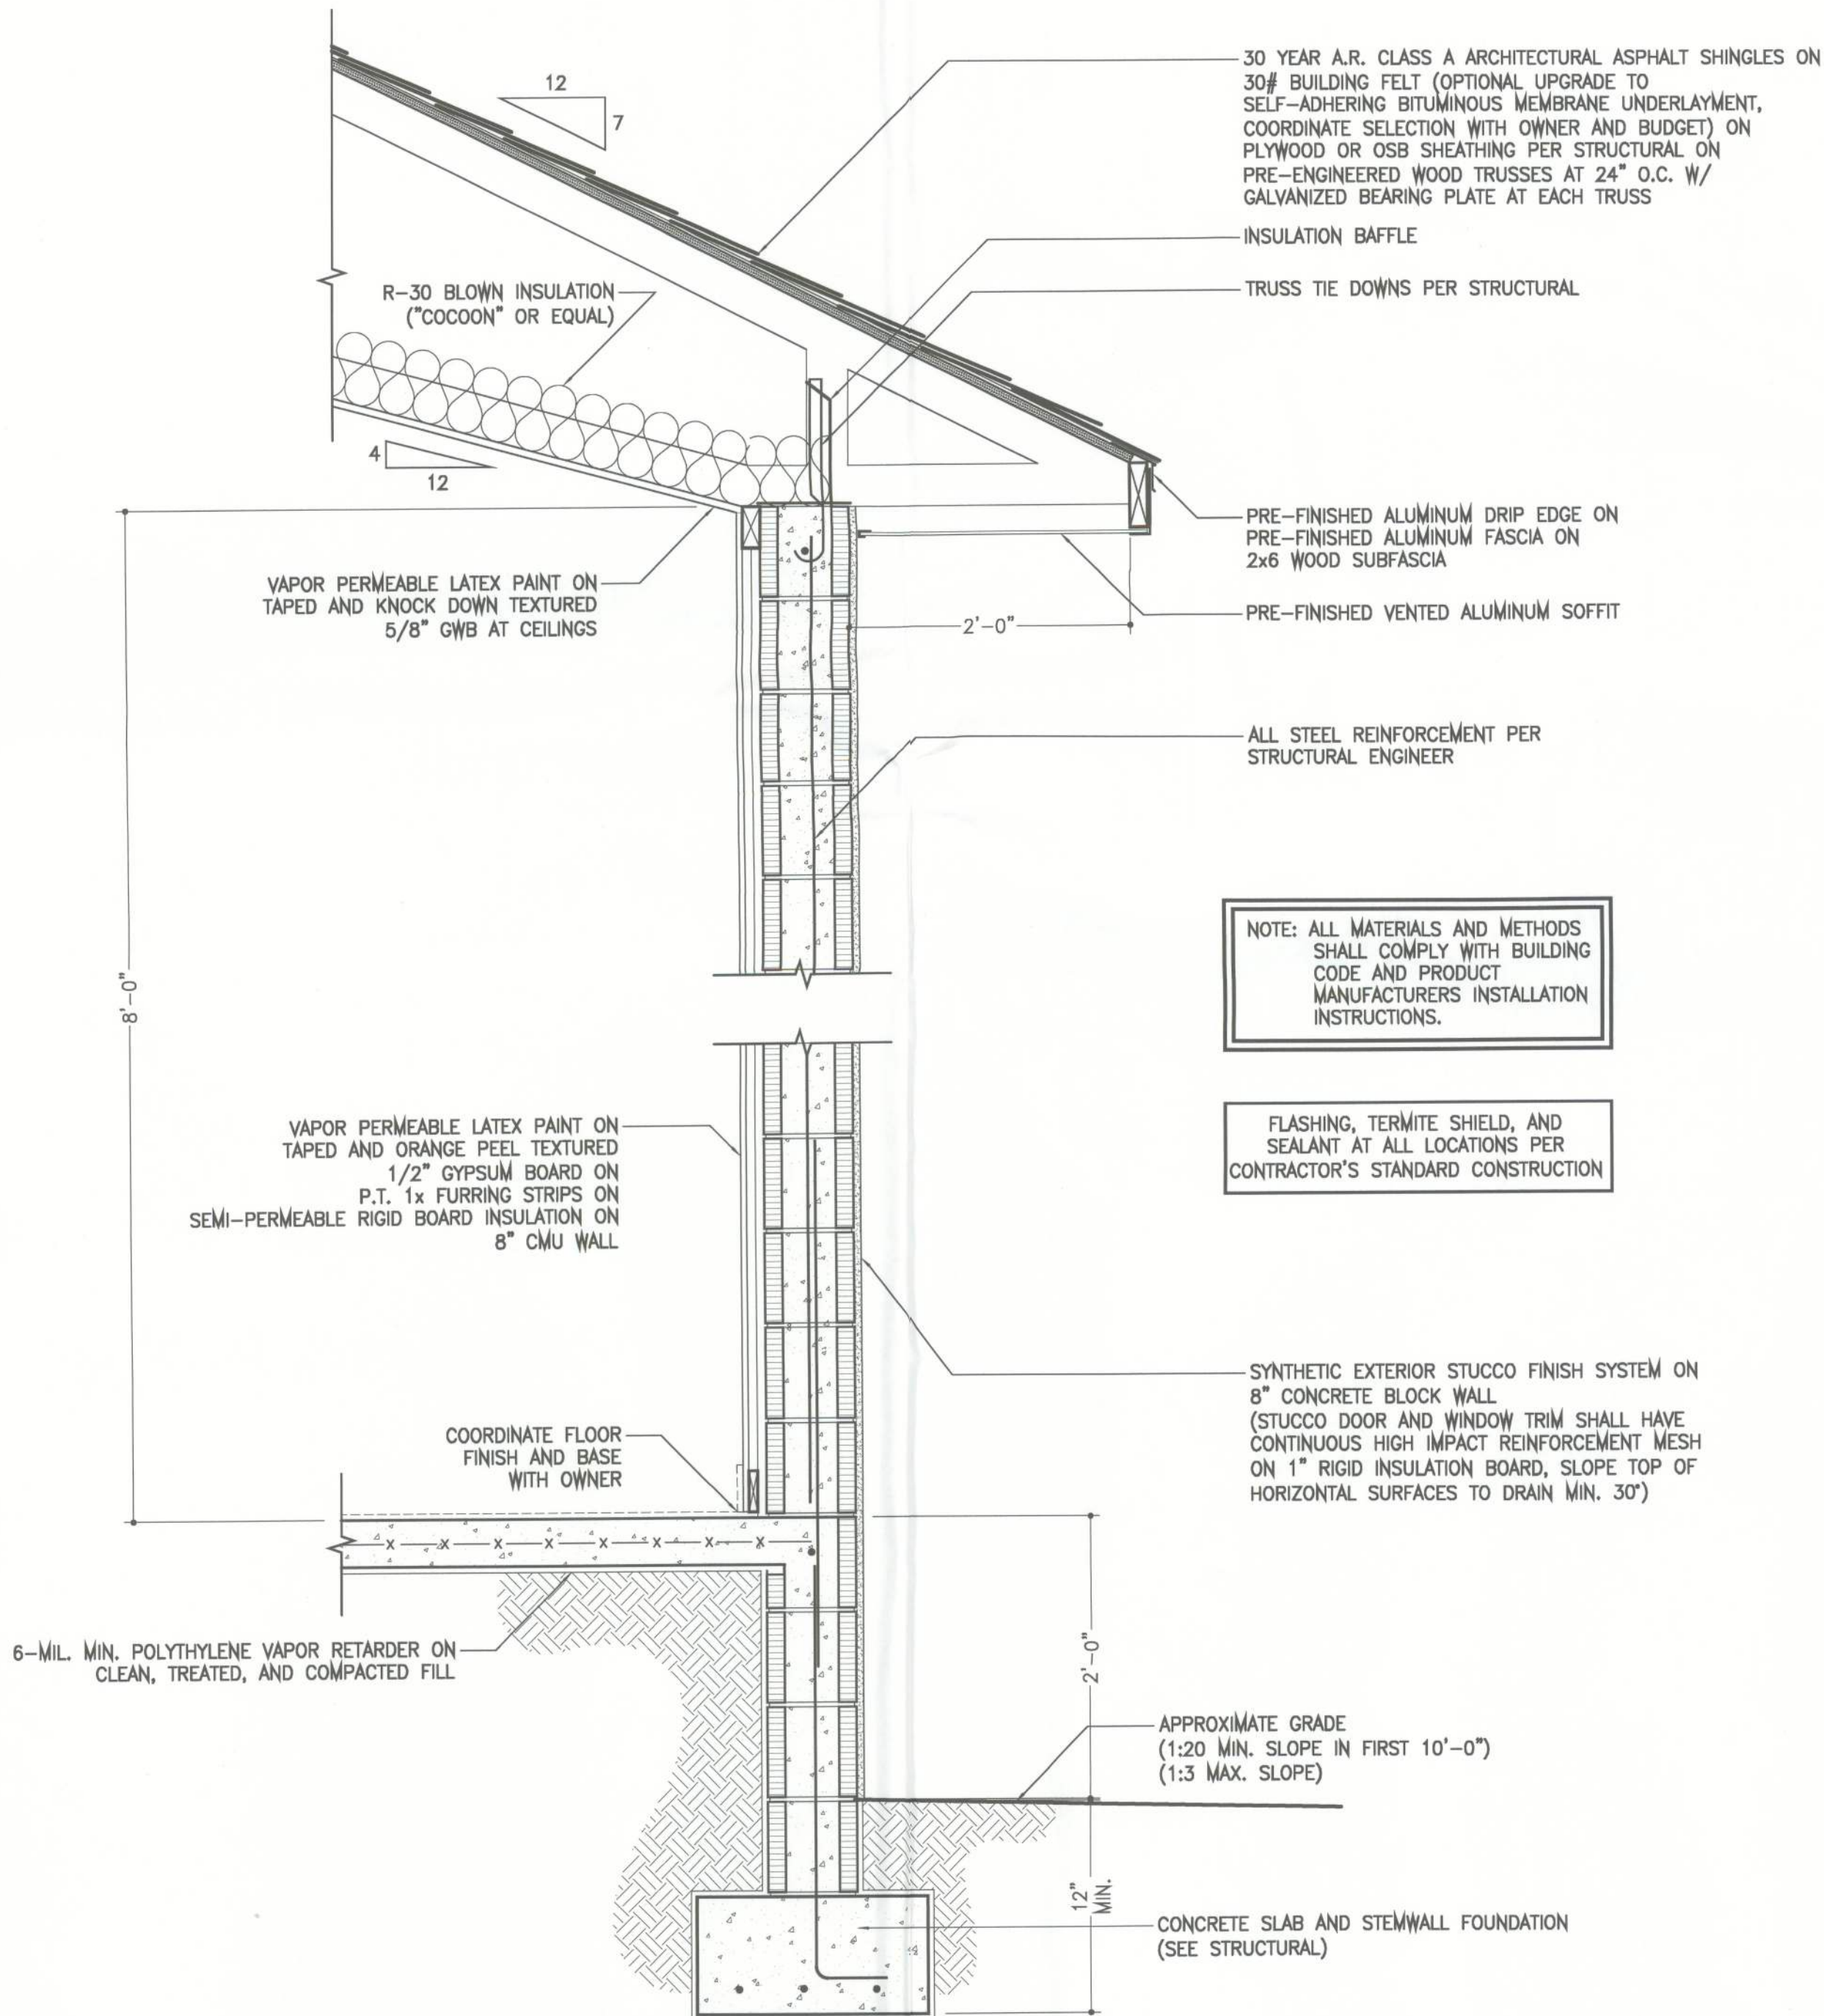 12
7
30 YEAR A.R. CLASS A ARCHITECTURAL ASPHALT SHINGLES ON
30# BUILDING FELT (OPTIONAL UPGRADE TO
SELF-ADHERING BITUMINOUS MEMBRANE UNDERLAYMENT,
COORDINATE SELECTION WITH OWNER AND BUDGET) ON
PLYWOOD OR OSB SHEATHING PER STRUCTURAL ON
PRE-ENGINEERED WOOD TRUSSES AT 24" O.C. W/
GALVANIZED BEARING PLATE AT EACH TRUSS
INSULATION BAFFLE
TRUSS TIE DOWNS PER STRUCTURAL
R-30 BLOWN INSULATION
("COCOON" OR EQUAL)
4
12
PRE-FINISHED ALUMINUM DRIP EDGE ON
PRE-FINISHED ALUMINUM FASCIA ON
2x6 WOOD SUBFASCIA
VAPOR PERMEABLE LATEX PAINT ON
TAPED AND KNOCK DOWN TEXTURED
5/8" GWB AT CEILINGS
PRE-FINISHED VENTED ALUMINUM SOFFIT
2'-0"
ALL STEEL REINFORCEMENT PER
STRUCTURAL ENGINEER
8'-0"
NOTE: ALL MATERIALS AND METHODS
SHALL COMPLY WITH BUILDING
CODE AND PRODUCT
MANUFACTURERS INSTALLATION
INSTRUCTIONS.
FLASHING, TERMITE SHIELD, AND
SEALANT AT ALL LOCATIONS PER
CONTRACTOR'S STANDARD CONSTRUCTION
VAPOR PERMEABLE LATEX PAINT ON
TAPED AND ORANGE PEEL TEXTURED
1/2" GYPSUM BOARD ON
P.T. 1x FURRING STRIPS ON
SEMI-PERMEABLE RIGID BOARD INSULATION ON
8" CMU WALL
SYNTHETIC EXTERIOR STUCCO FINISH SYSTEM ON
8" CONCRETE BLOCK WALL
(STUCCO DOOR AND WINDOW TRIM SHALL HAVE
CONTINUOUS HIGH IMPACT REINFORCEMENT MESH
ON 1" RIGID INSULATION BOARD, SLOPE TOP OF
HORIZONTAL SURFACES TO DRAIN MIN. 30°)
COORDINATE FLOOR
FINISH AND BASE
WITH OWNER
X X X X X X X X
6-MIL. MIN. POLYTHYLENE VAPOR RETARDER ON
CLEAN, TREATED, AND COMPACTED FILL
2'-0"
APPROXIMATE GRADE
(1:20 MIN. SLOPE IN FIRST 10'-0")
(1:3 MAX. SLOPE)
12"
MIN.
CONCRETE SLAB AND STEMWALL FOUNDATION
(SEE STRUCTURAL)